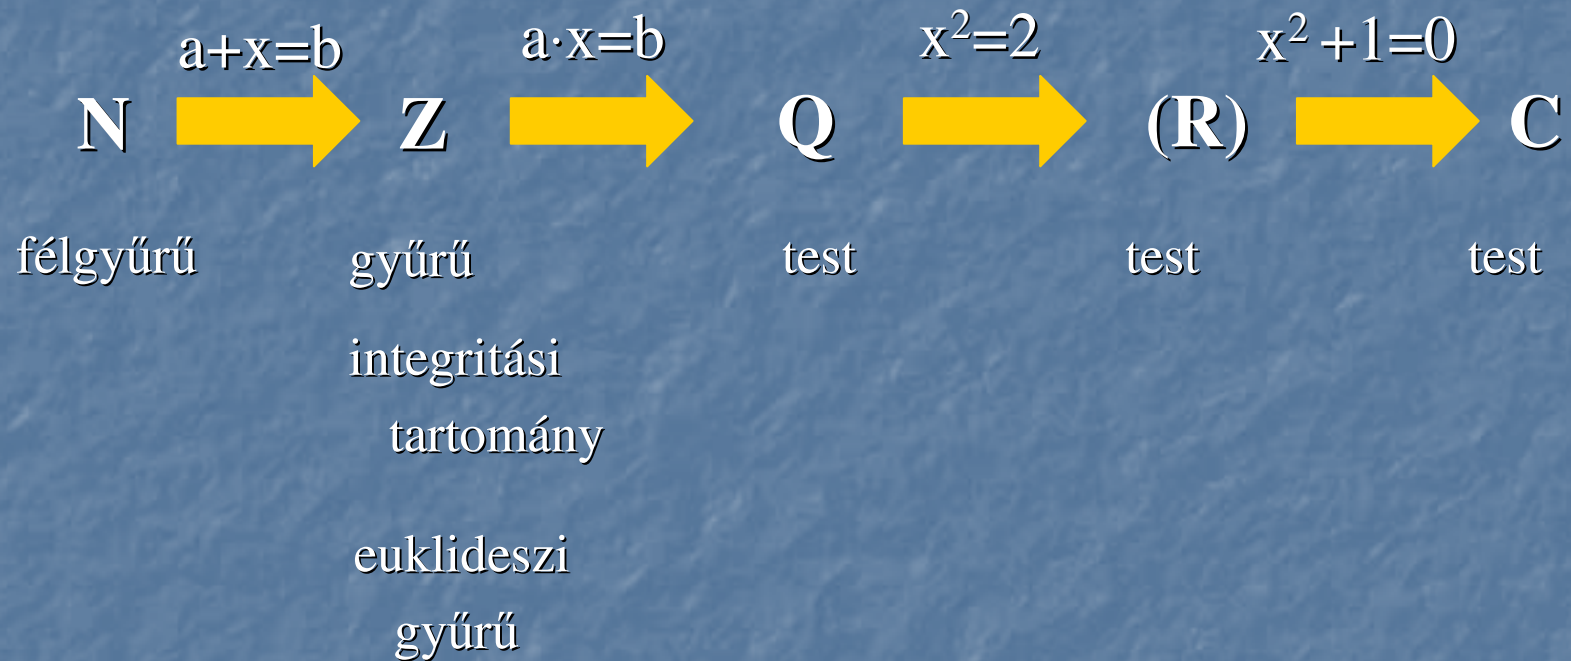 a+x=b a·x=b x²=2 x² +1=0
N Z Q (R) C
félgyűrű gyűrű test test test
integritási
tartomány
euklideszi
gyűrű